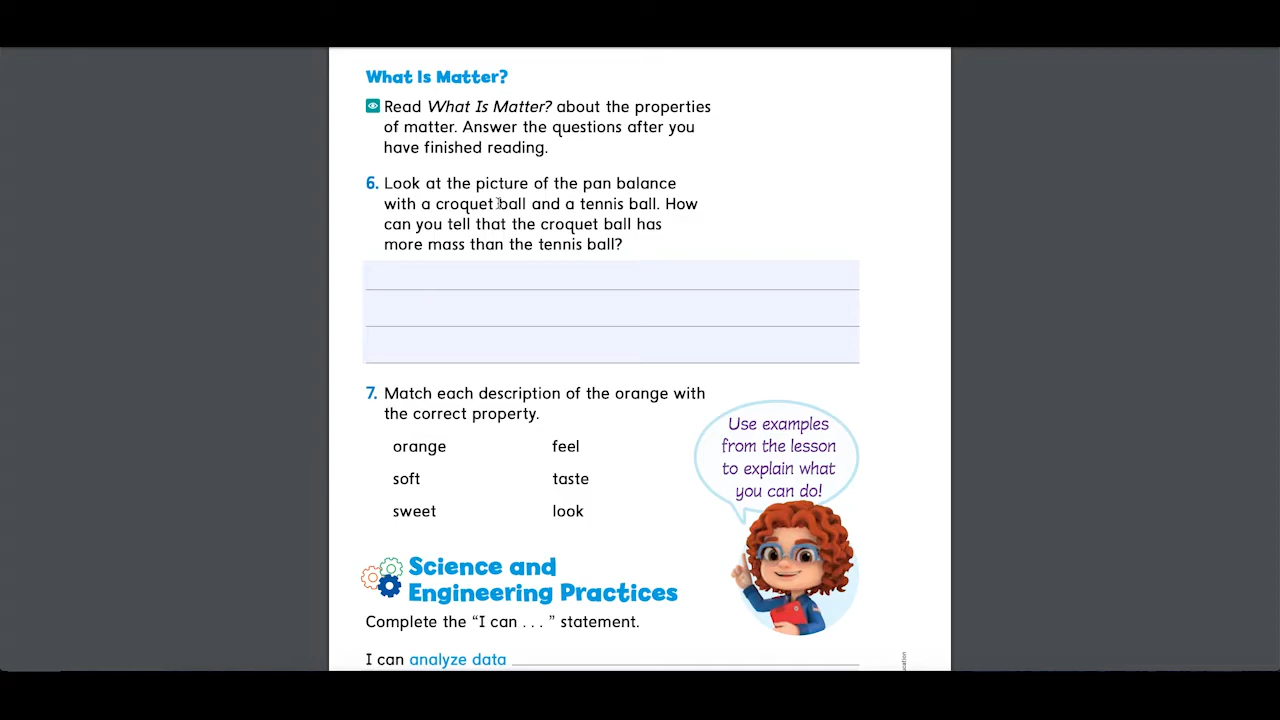 What Is Matter?
Read What Is Matter? about the properties
of matter. Answer the questions after you
have finished reading.
6. Look at the picture of the pan balance
with a croquet ball and a tennis ball. How
can you tell that the croquet ball has
more mass than the tennis ball?
7. Match each description of the orange with
the correct property.
orange feel
soft taste
sweet look
Use examples
from the lesson
to explain what
you can do!
Science and
Engineering Practices
Complete the “I can . . . ” statement.
I can analyze data